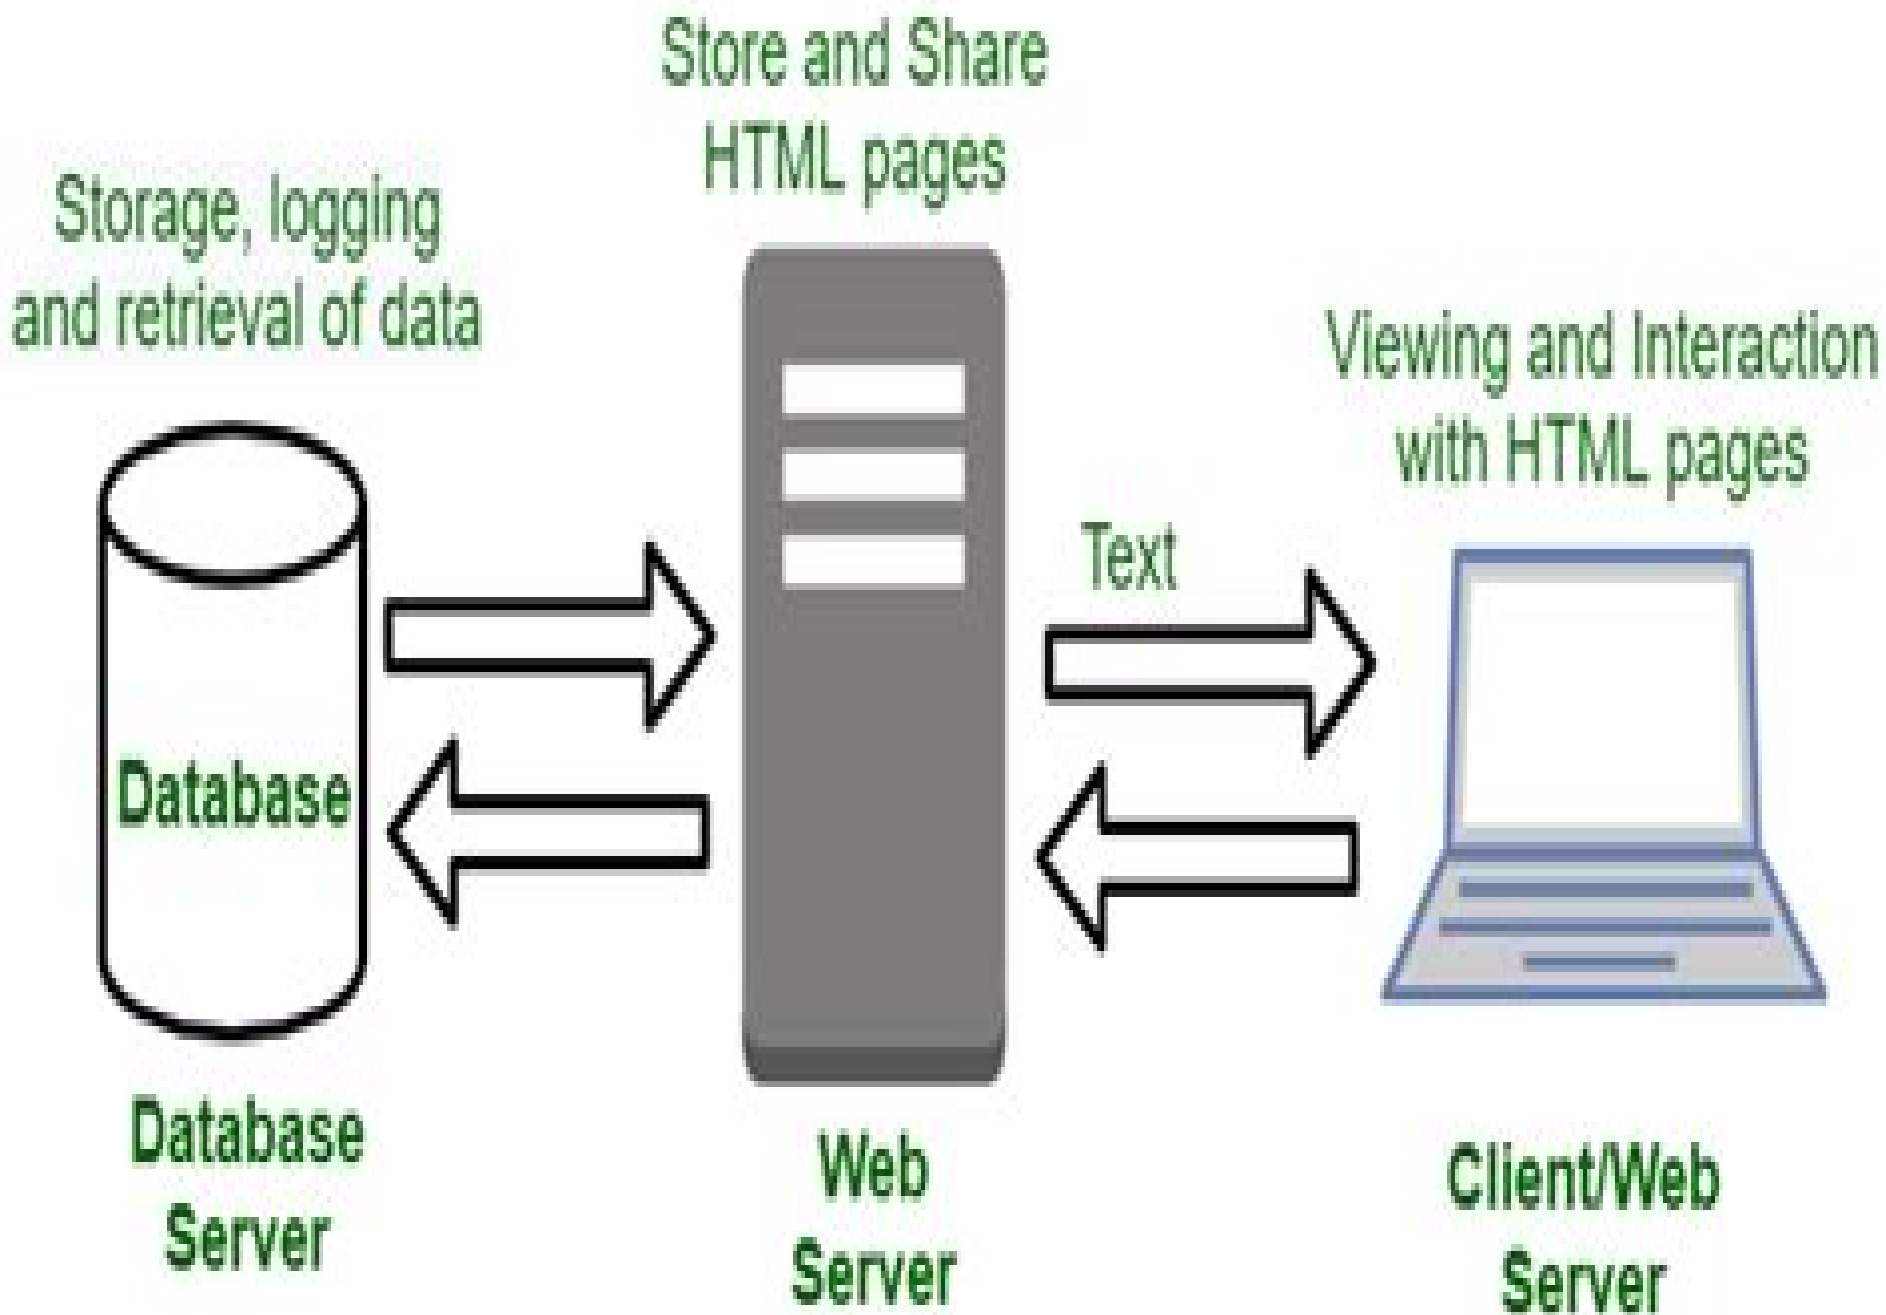 Store and Share
HTML pages
Storage, logging
and retrieval of data
Viewing and Interaction
with HTML pages
Text
Database
Database
Server
Web
Server
Client/Web
Server